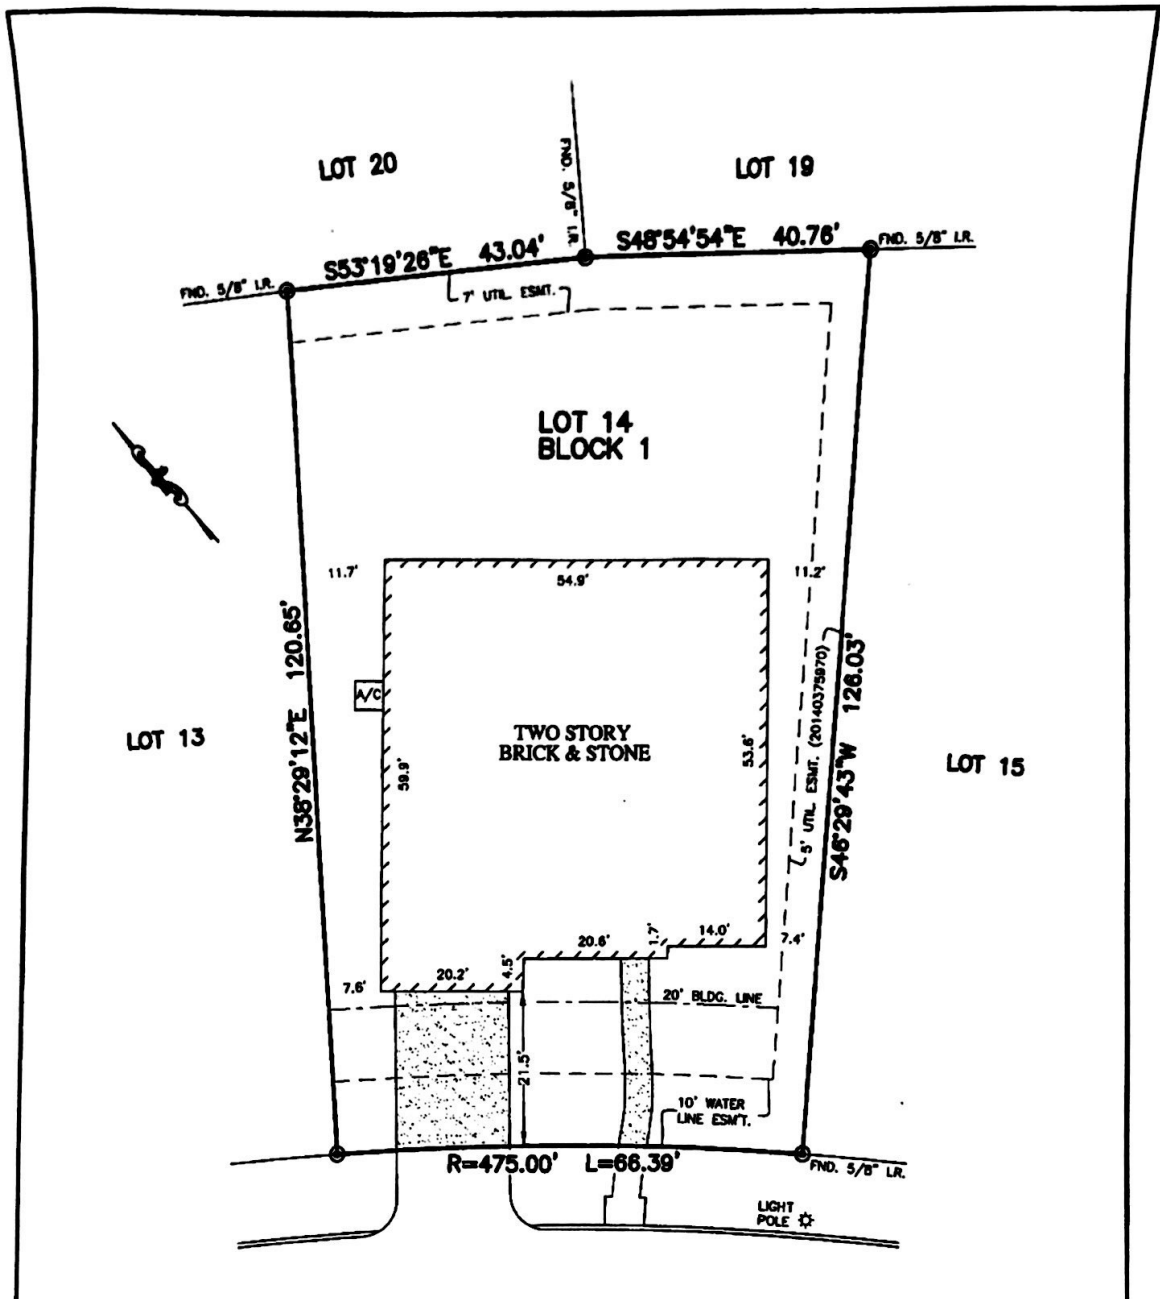 LOT 20
LOT 19
FND. 5/8" I.R.
S53°19'26"E 43.04'
S48°54'54"E 40.76'
FND. 5/8" I.R.
FND. 5/8" I.R.
7' UTIL. ESMT.
LOT 14
BLOCK 1
11.7'
54.9'
11.2'
N38°29'12"E 120.65'
A/C
59.9'
TWO STORY
BRICK & STONE
53.6'
5' UTIL. ESMT. (20140375970)
S46°29'43"W 126.03'
LOT 13
LOT 15
20.6'
1.7'
14.0'
7.4'
7.6'
20.2'
4.5'
20' BLDG. LINE
21.5'
10' WATER
LINE ESM'T.
R=475.00' L=66.39'
FND. 5/8" I.R.
LIGHT
POLE